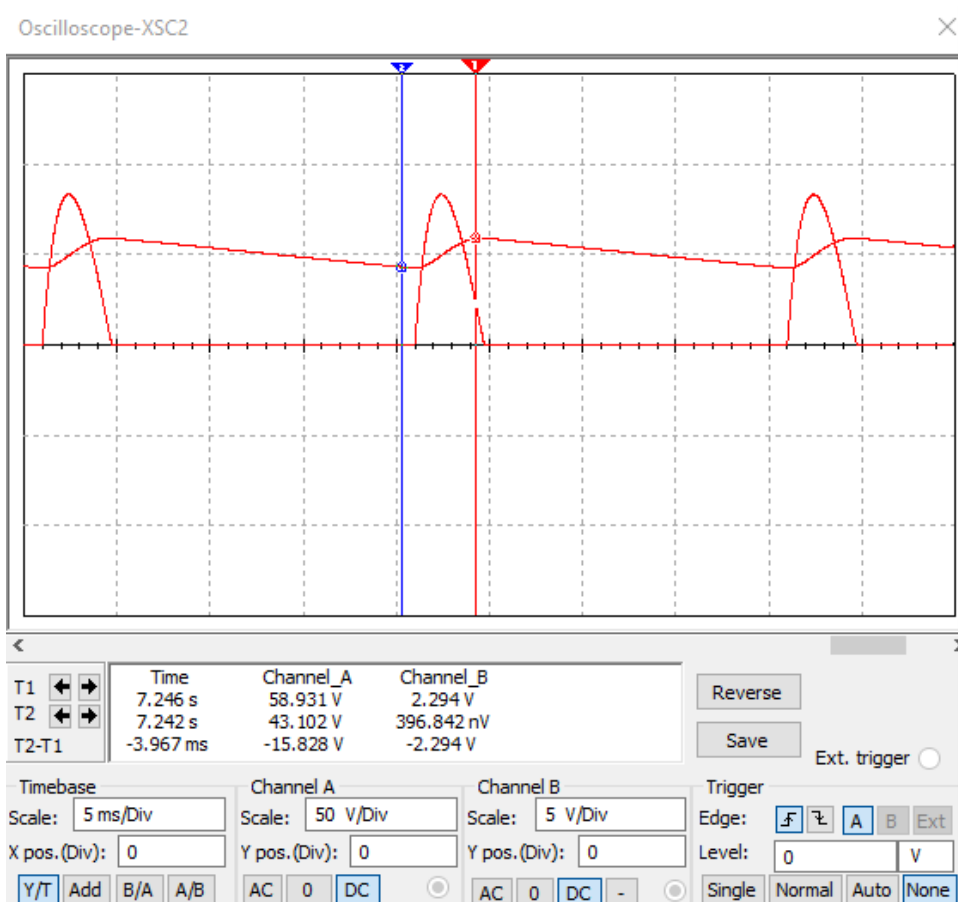 Oscilloscope-XSC2
2 1
Time Channel_A Channel_B
T1 7.246 s 58.931 V 2.294 V
T2 7.242 s 43.102 V 396.842 nV
T2-T1 -3.967 ms -15.828 V -2.294 V
Reverse
Save
Ext. trigger
Timebase Channel A Channel B Trigger
Scale: 5 ms/Div Scale: 50 V/Div Scale: 5 V/Div Edge: A B Ext
X pos.(Div): 0 Y pos.(Div): 0 Y pos.(Div): 0 Level: 0 V
Y/T Add B/A A/B AC 0 DC AC 0 DC - Single Normal Auto None